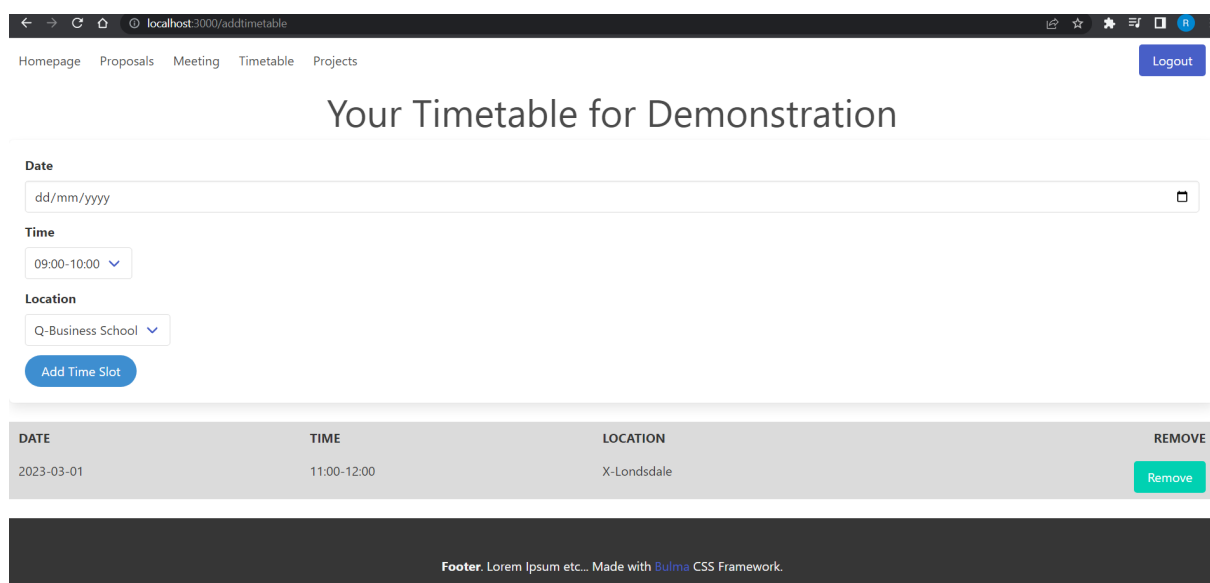 localhost:3000/addtimetable
R
Homepage Proposals Meeting Timetable Projects Logout
Your Timetable for Demonstration
Date
dd/mm/yyyy
Time
09:00-10:00
Location
Q-Business School
Add Time Slot
DATE TIME LOCATION REMOVE
2023-03-01 11:00-12:00 X-Londsdale Remove
Footer. Lorem Ipsum etc... Made with Bulma CSS Framework.